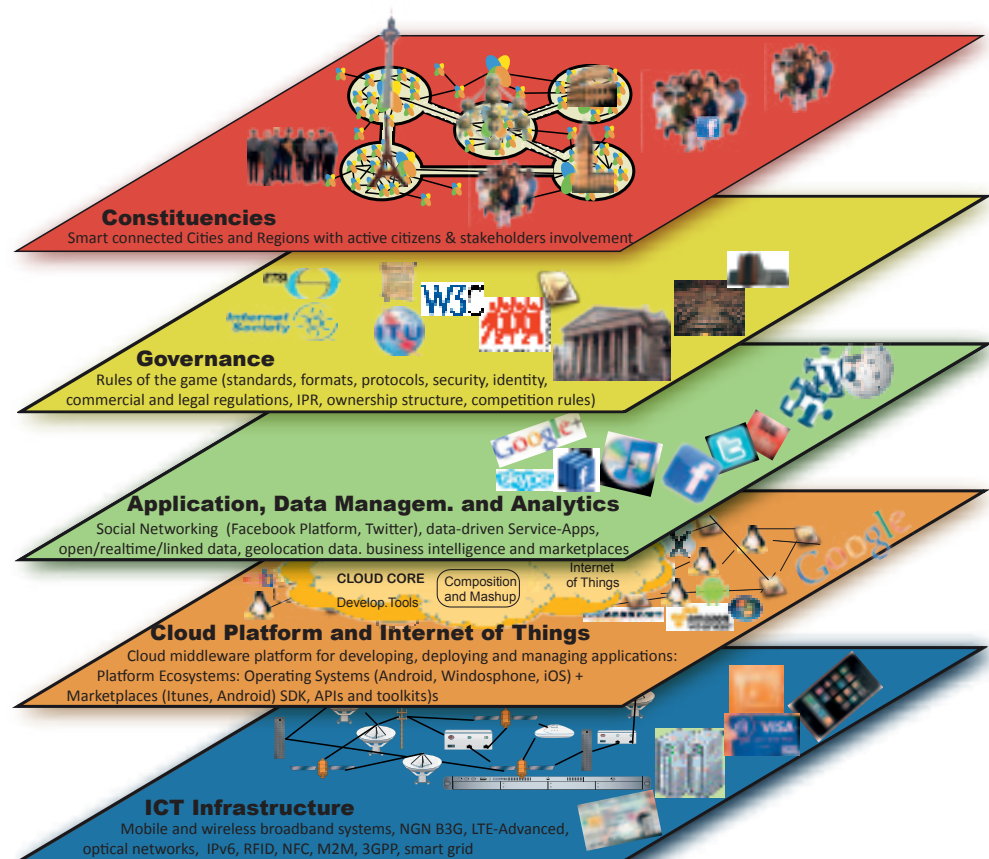 Constituencies
Smart connected Cities and Regions with active citizens & stakeholders involvement
Internet
Society
ITU
W3C
Governance
Rules of the game (standards, formats, protocols, security, identity,
commercial and legal regulations, IPR, ownership structure, competition rules)
Google+
skype
Application, Data Managem. and Analytics
Social Networking (Facebook Platform, Twitter), data-driven Service-Apps,
open/realtime/linked data, geolocation data. business intelligence and marketplaces
CLOUD CORE
Develop.Tools
Composition
and Mashup
Internet
of Things
Google
amazon
Cloud Platform and Internet of Things
Cloud middleware platform for developing, deploying and managing applications:
Platform Ecosystems: Operating Systems (Android, Windosphone, iOS) +
Marketplaces (Itunes, Android) SDK, APIs and toolkits)s
VISA
ICT Infrastructure
Mobile and wireless broadband systems, NGN B3G, LTE-Advanced,
optical networks, IPv6, RFID, NFC, M2M, 3GPP, smart grid